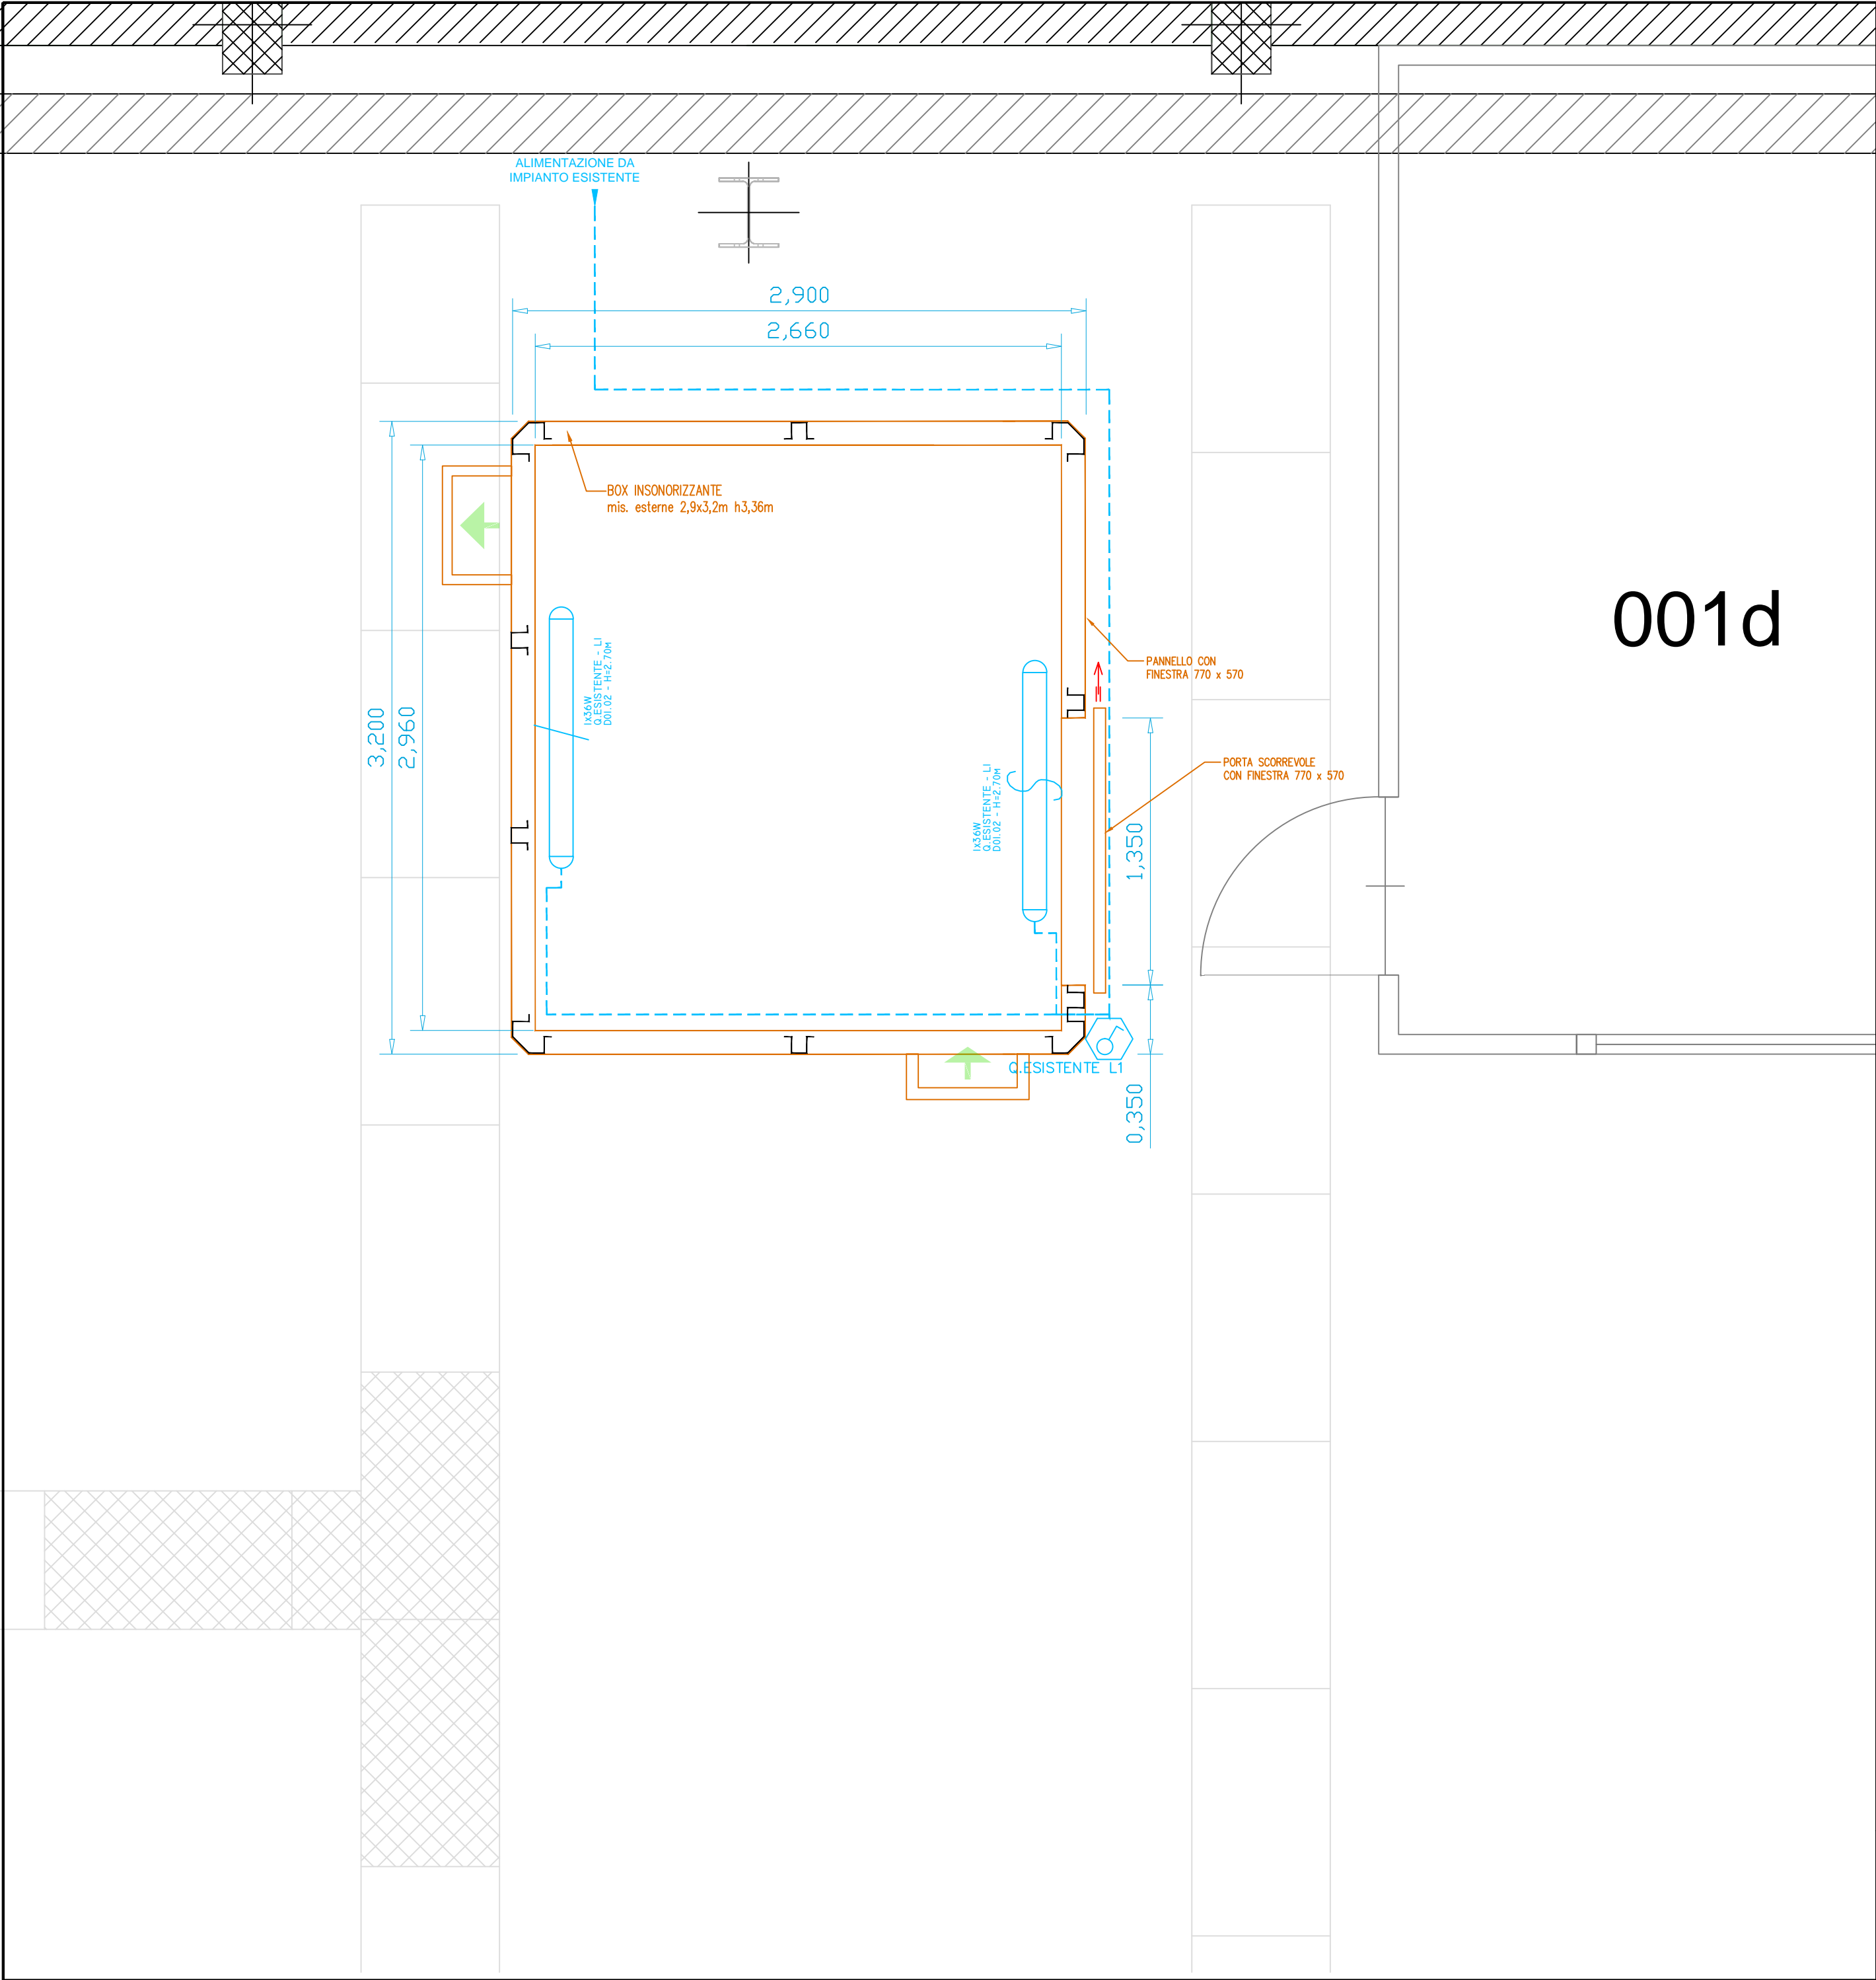 ALIMENTAZIONE DA
IMPIANTO ESISTENTE
2,900
2,660
BOX INSONORIZZANTE
mis. esterne 2,9x3,2m h3,36m
001d
1x36W
Q.ESISTENTE - L1
D01.02 - H=2.70M
PANNELLO CON
FINESTRA 770 x 570
3,200
2,960
PORTA SCORREVOLE
CON FINESTRA 770 x 570
1x36W
Q.ESISTENTE - L1
D01.02 - H=2.70M
1,350
Q.ESISTENTE L1
0,350